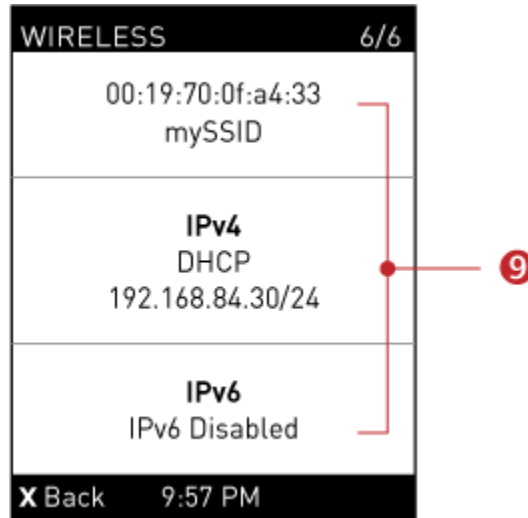 WIRELESS 6/6
00:19:70:0f:a4:33
mySSID
IPv4
DHCP
192.168.84.30/24
9
IPv6
IPv6 Disabled
X Back 9:57 PM